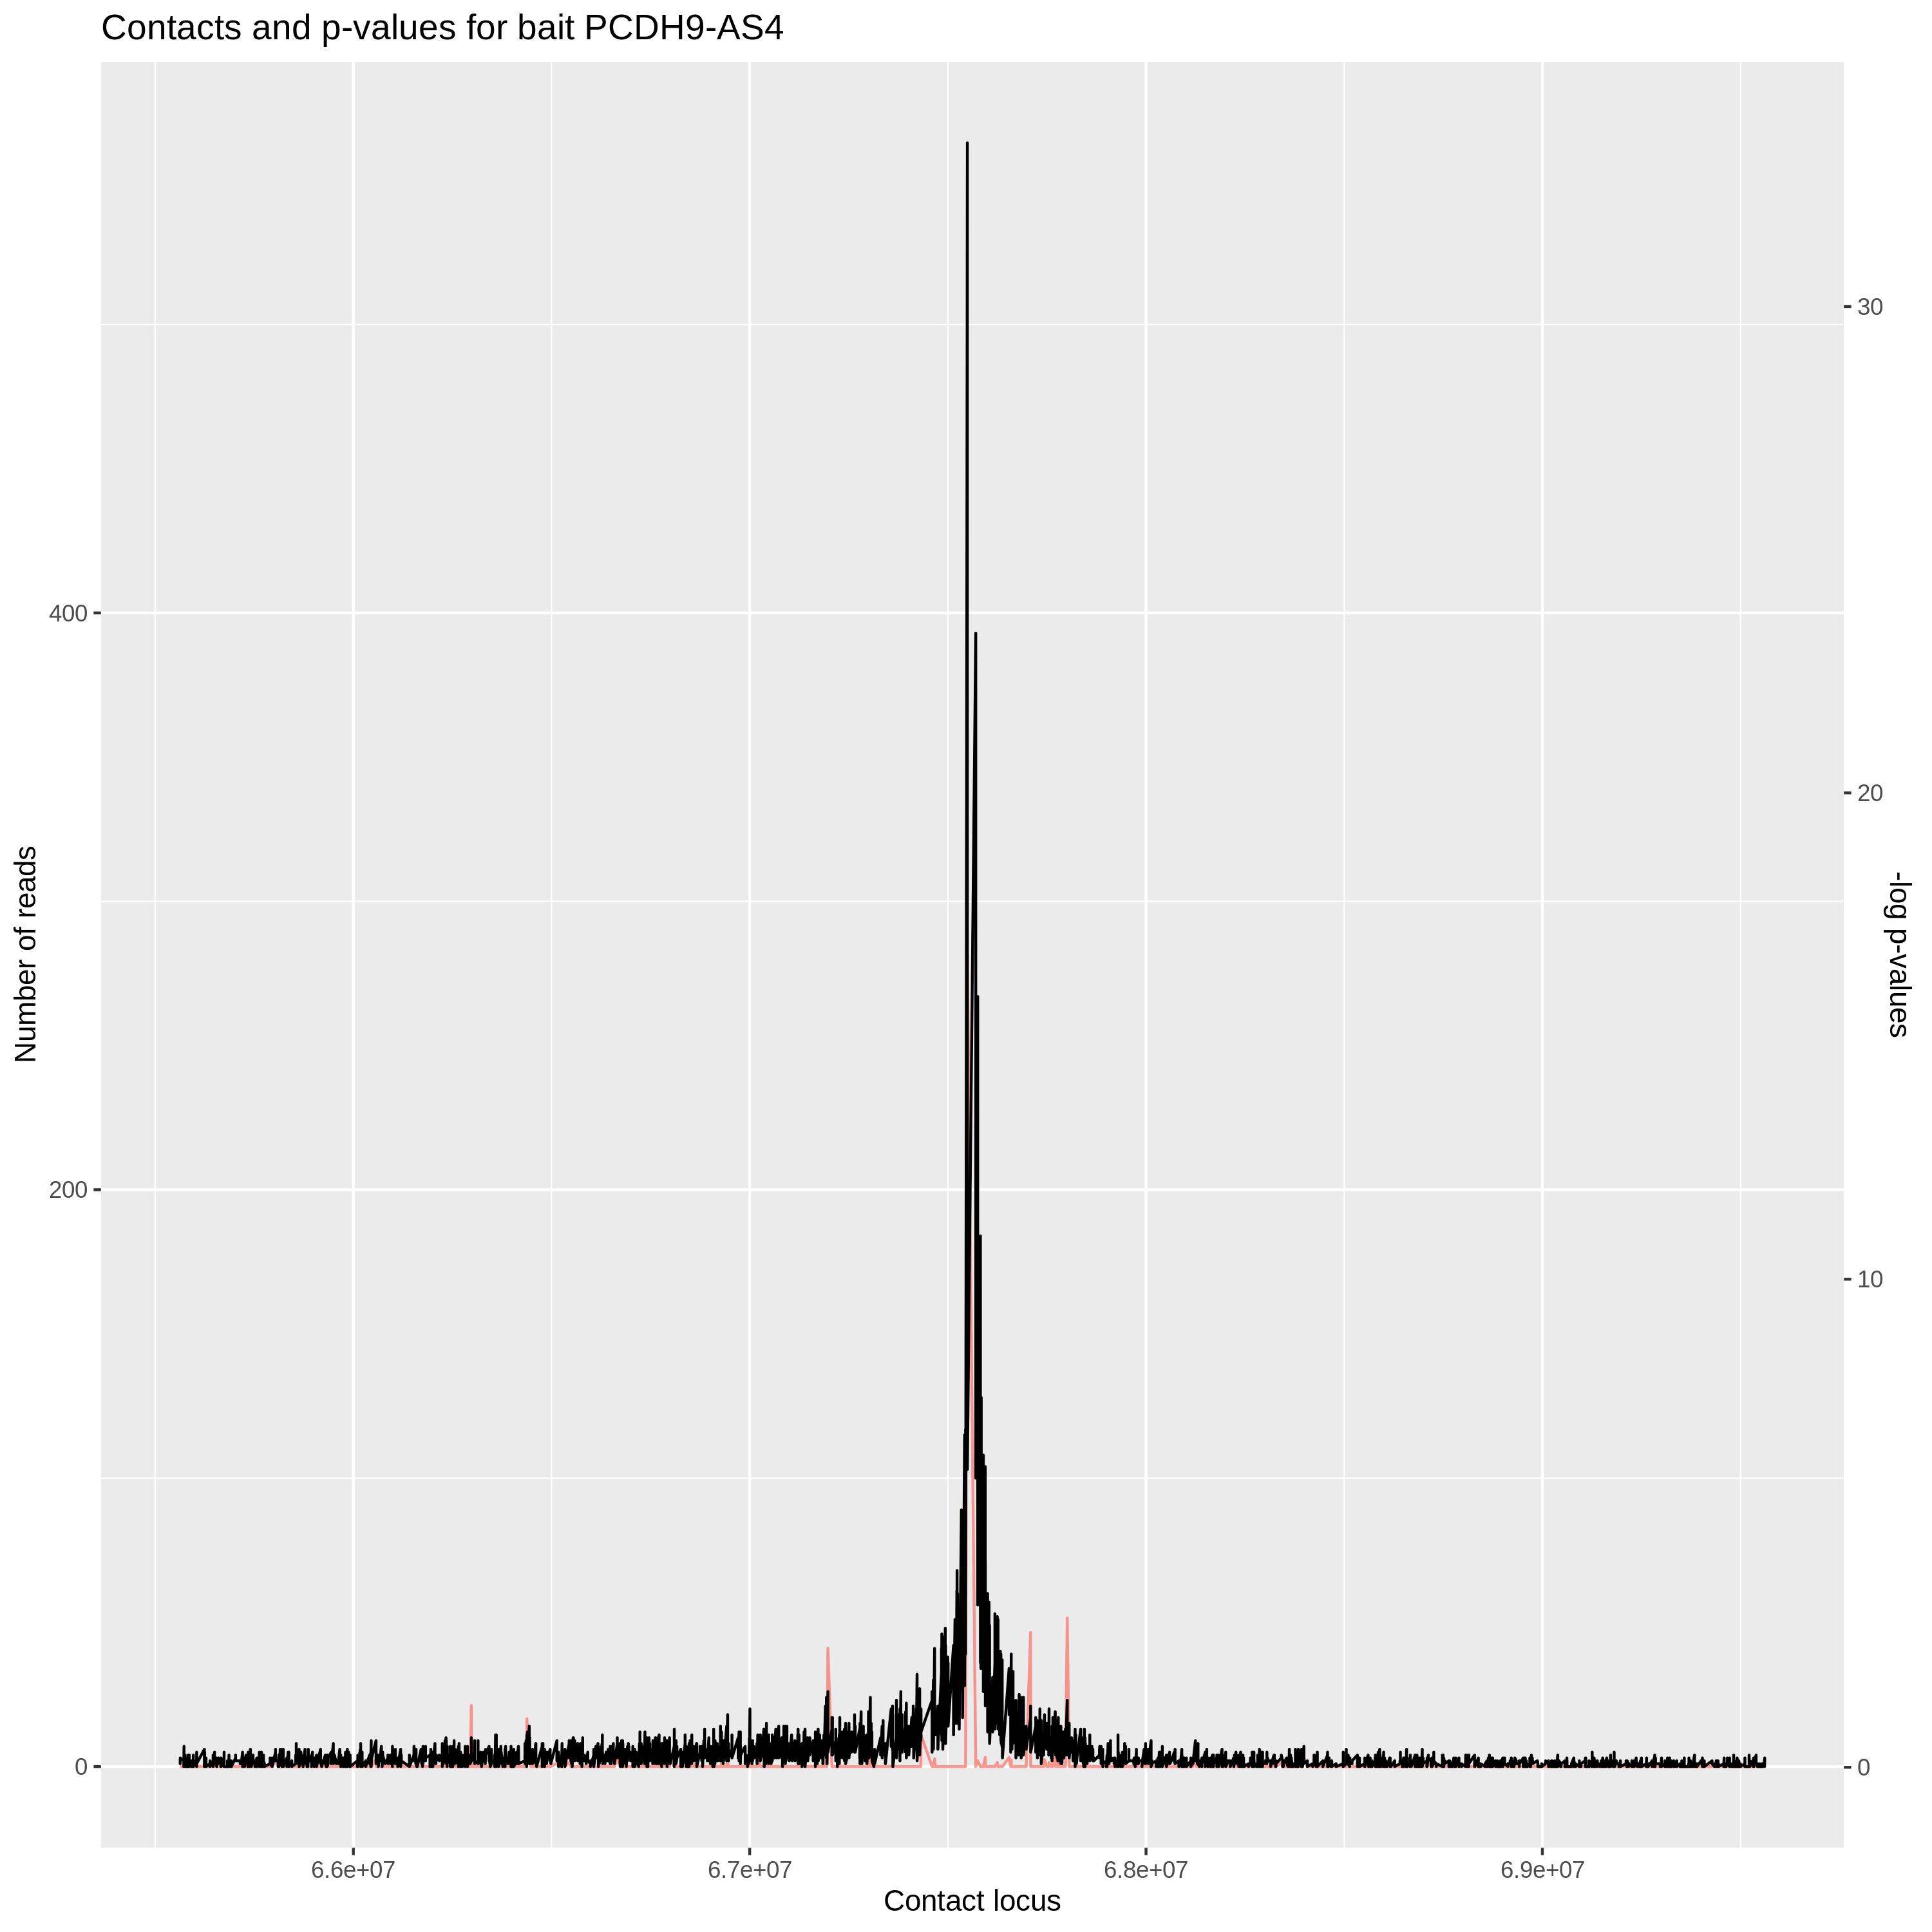 Contacts and p-values for bait PCDH9-AS4
Number of reads
400
200
0
30
20
10
0
-log p-values
6.6e+07
6.7e+07
6.8e+07
6.9e+07
Contact locus